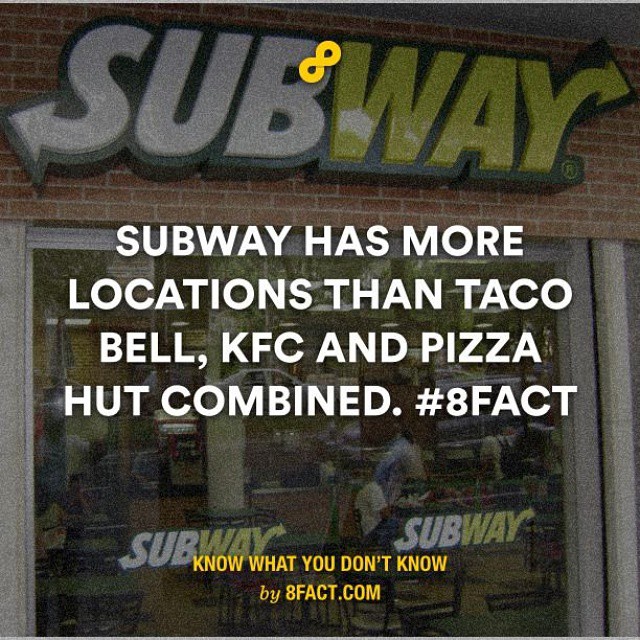 SUBWAY®
SUBWAY HAS MORE
LOCATIONS THAN TACO
BELL, KFC AND PIZZA
HUT COMBINED. #8FACT
SUBWAY SUBWAY
KNOW WHAT YOU DON'T KNOW
by 8FACT.COM